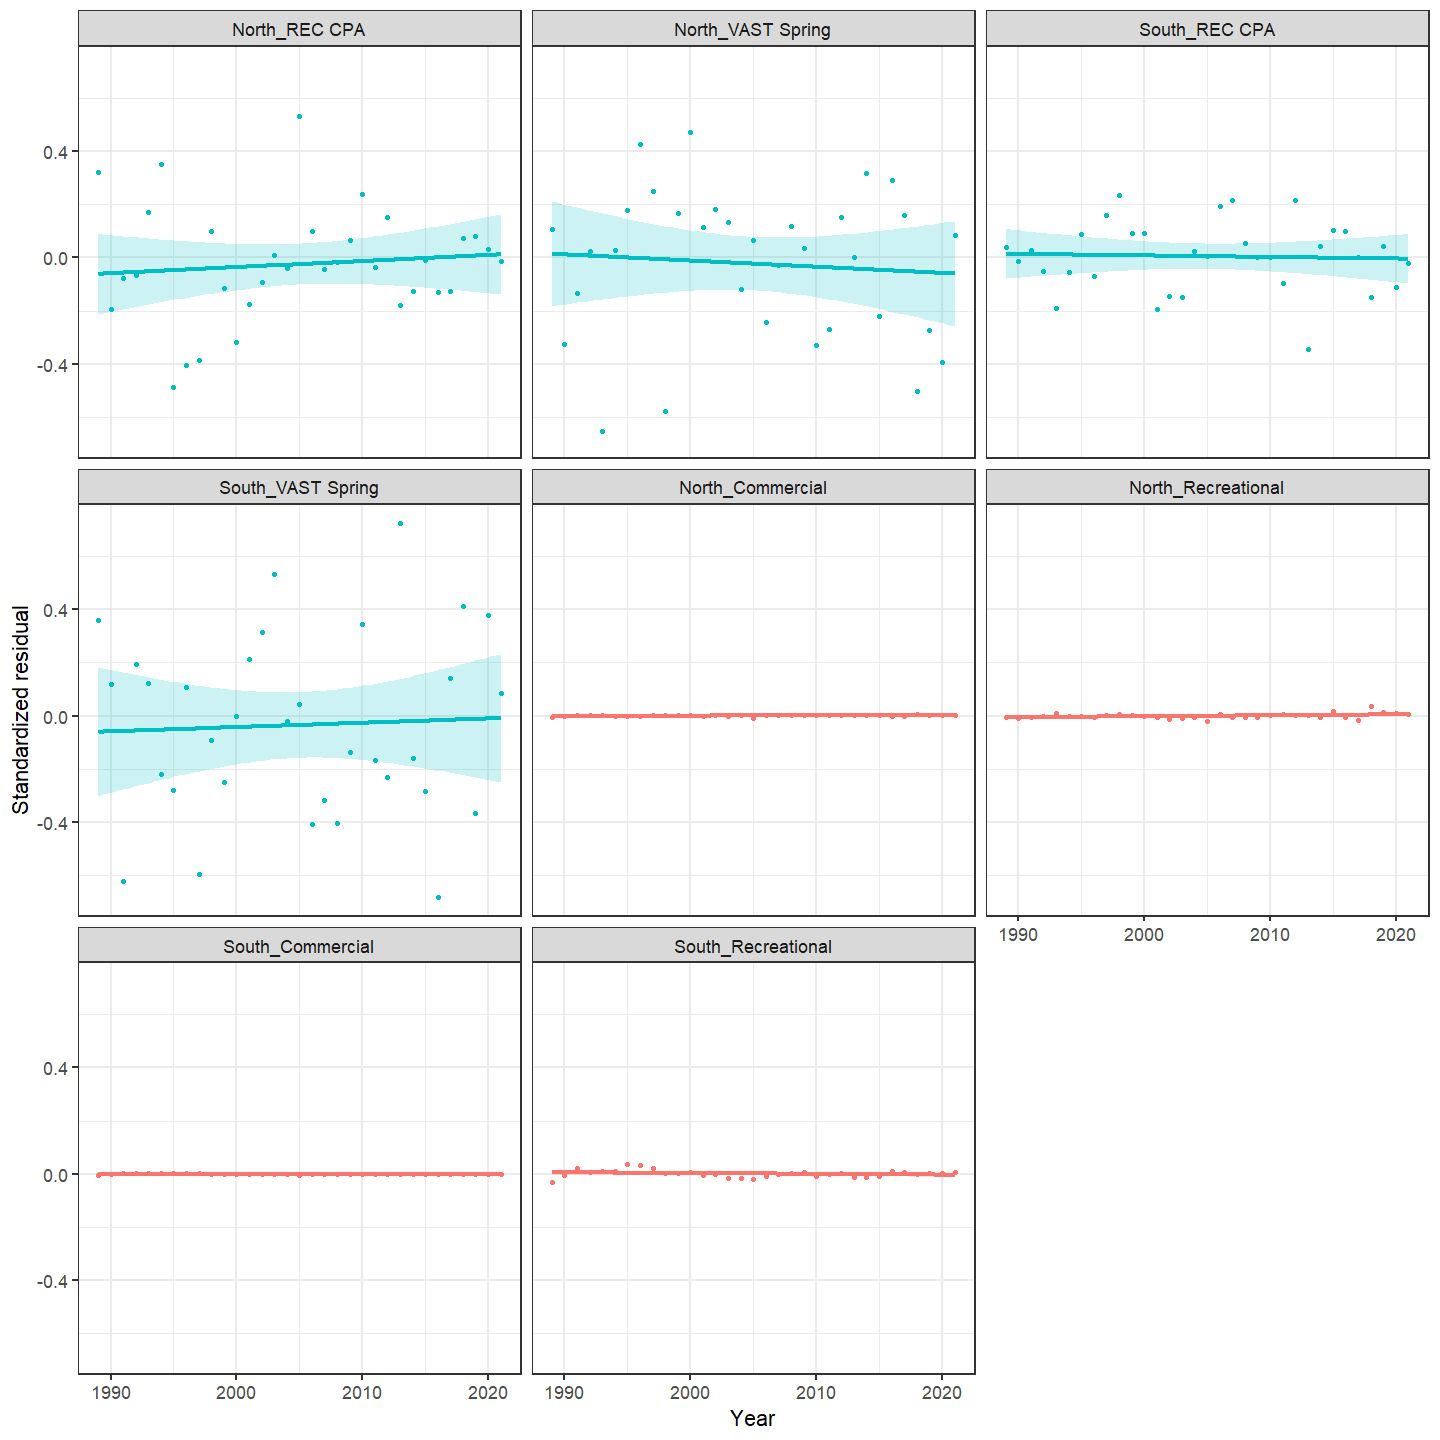 North_REC CPA
North_VAST Spring
South_REC CPA
0.4
0.0
-0.4
South_VAST Spring
North_Commercial
North_Recreational
0.4
0.0
-0.4
1990 2000 2010 2020
South_Commercial
South_Recreational
0.4
0.0
-0.4
1990 2000 2010 2020
1990 2000 2010 2020
Standardized residual
Year